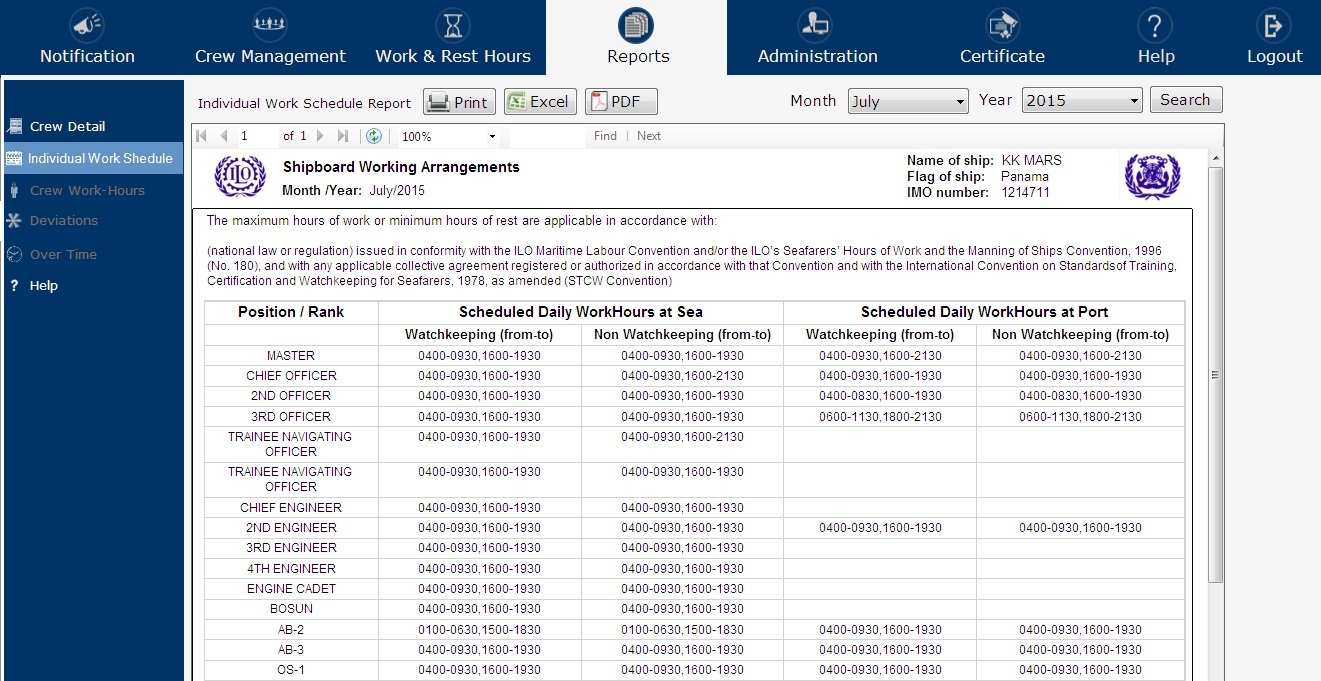 Notification
Crew Management
Work & Rest Hours
Reports
Administration
Certificate
Help
Logout
Crew Detail
Individual Work Shedule
Crew Work-Hours
Deviations
Over Time
? Help
Individual Work Schedule Report Print Excel PDF Month July Year 2015 Search
1 of 1 100% Find | Next
ILO
Shipboard Working Arrangements
Month /Year: July/2015
Name of ship: KK MARS
Flag of ship: Panama
IMO number: 1214711
The maximum hours of work or minimum hours of rest are applicable in accordance with:
(national law or regulation) issued in conformity with the ILO Maritime Labour Convention and/or the ILO's Seafarers' Hours of Work and the Manning of Ships Convention, 1996
(No. 180), and with any applicable collective agreement registered or authorized in accordance with that Convention and with the International Convention on Standardsof Training,
Certification and Watchkeeping for Seafarers, 1978, as amended (STCW Convention)
Position / Rank Scheduled Daily WorkHours at Sea Scheduled Daily WorkHours at Port
Watchkeeping (from-to) Non Watchkeeping (from-to) Watchkeeping (from-to) Non Watchkeeping (from-to)
MASTER 0400-0930,1600-1930 0400-0930,1600-1930 0400-0930,1600-2130 0400-0930,1600-2130
CHIEF OFFICER 0400-0930,1600-1930 0400-0930,1600-2130 0400-0930,1600-1930 0400-0930,1600-1930
2ND OFFICER 0400-0930,1600-1930 0400-0930,1600-1930 0400-0830,1600-1930 0400-0830,1600-1930
3RD OFFICER 0400-0930,1600-1930 0400-0930,1600-1930 0600-1130,1800-2130 0600-1130,1800-2130
TRAINEE NAVIGATING 0400-0930,1600-1930 0400-0930,1600-2130
OFFICER
TRAINEE NAVIGATING 0400-0930,1600-1930 0400-0930,1600-1930
OFFICER
CHIEF ENGINEER 0400-0930,1600-1930 0400-0930,1600-1930
2ND ENGINEER 0400-0930,1600-1930 0400-0930,1600-1930 0400-0930,1600-1930 0400-0930,1600-1930
3RD ENGINEER 0400-0930,1600-1930 0400-0930,1600-1930
4TH ENGINEER 0400-0930,1600-1930 0400-0930,1600-1930
ENGINE CADET 0400-0930,1600-1930 0400-0930,1600-1930
BOSUN 0400-0930,1600-1930 0400-0930,1600-1930
AB-2 0100-0630,1500-1830 0100-0630,1500-1830 0400-0930,1600-1930 0400-0930,1600-1930
AB-3 0400-0930,1600-1930 0400-0930,1600-1930 0400-0930,1600-1930 0400-0930,1600-1930
OS-1 0400-0930,1600-1930 0400-0930,1600-1930 0400-0930,1600-1930 0400-0930,1600-1930